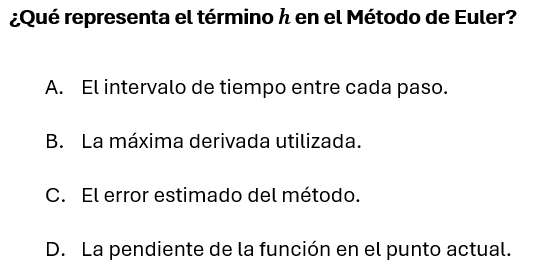 ¿Qué representa el término h en el Método de Euler?
A. El intervalo de tiempo entre cada paso.
B. La máxima derivada utilizada.
C. El error estimado del método.
D. La pendiente de la función en el punto actual.